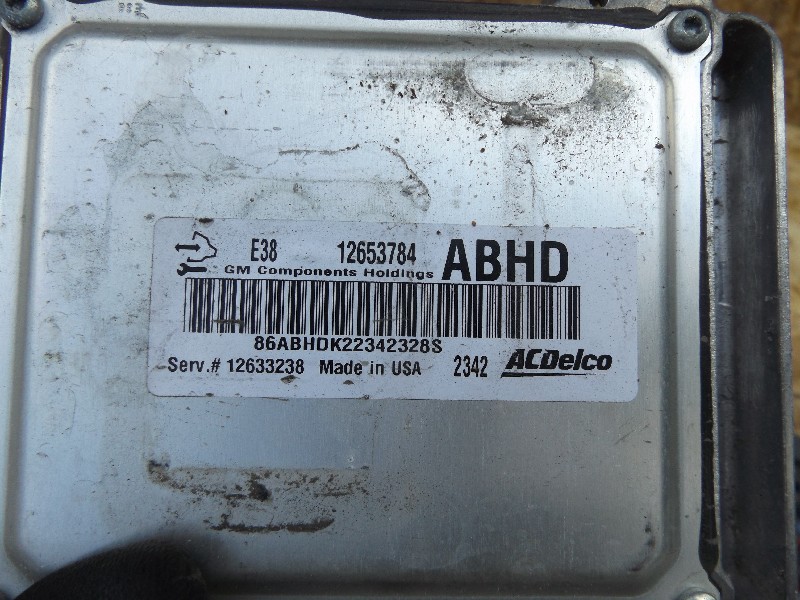 E38 12653784 ABHD
GM Components Holdings
86ABHDK22342328S
Serv.# 12633238 Made in USA 2342 ACDelco